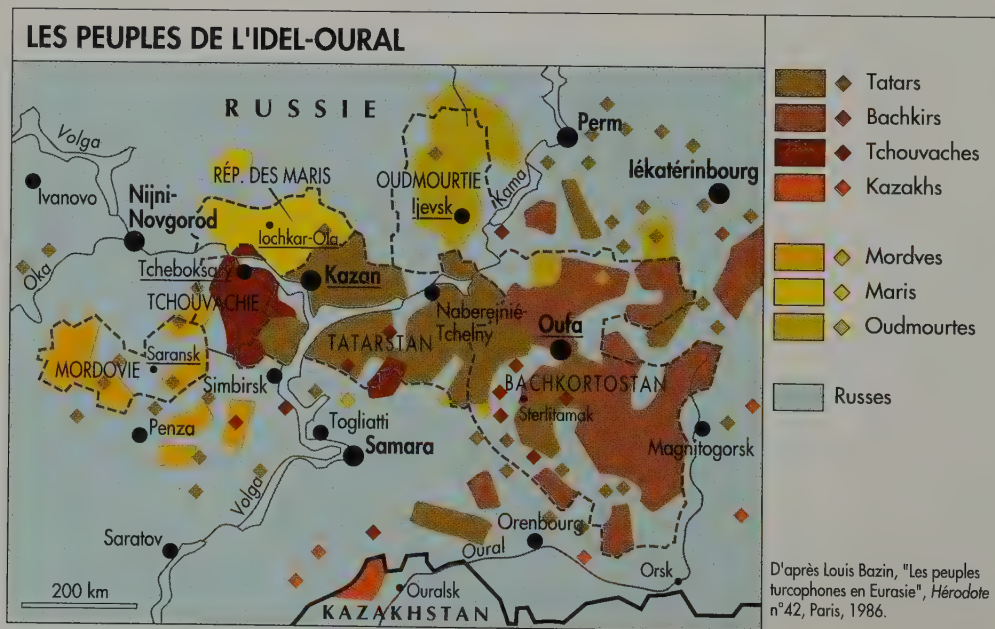 LES PEUPLES DE L'IDEL-OURAL
RUSSIE
Volga
Ivanovo
Nijni-
Novgorod
Oka
RÉP. DES MARIS
Iochkar-Ola
Tcheboksary
TCHOUVACHIE
Kazan
OUDMOURTIE
Ijevsk
Kama
Perm
Iékatérinbourg
Naberejnié-
Tchelny
TATARSTAN
Oufa
BACHKORTOSTAN
Sterlitamak
Magnitogorsk
MORDOVIE
Saransk
Simbirsk
Penza
Togliatti
Samara
Volga
Saratov
Orenbourg
Oural
Orsk
Ouralsk
KAZAKHSTAN
200 km
Tatars
Bachkirs
Tchouvaches
Kazakhs
Mordves
Maris
Oudmourtes
Russes
D'après Louis Bazin, "Les peuples
turcophones en Eurasie", Hérodote
n°42, Paris, 1986.